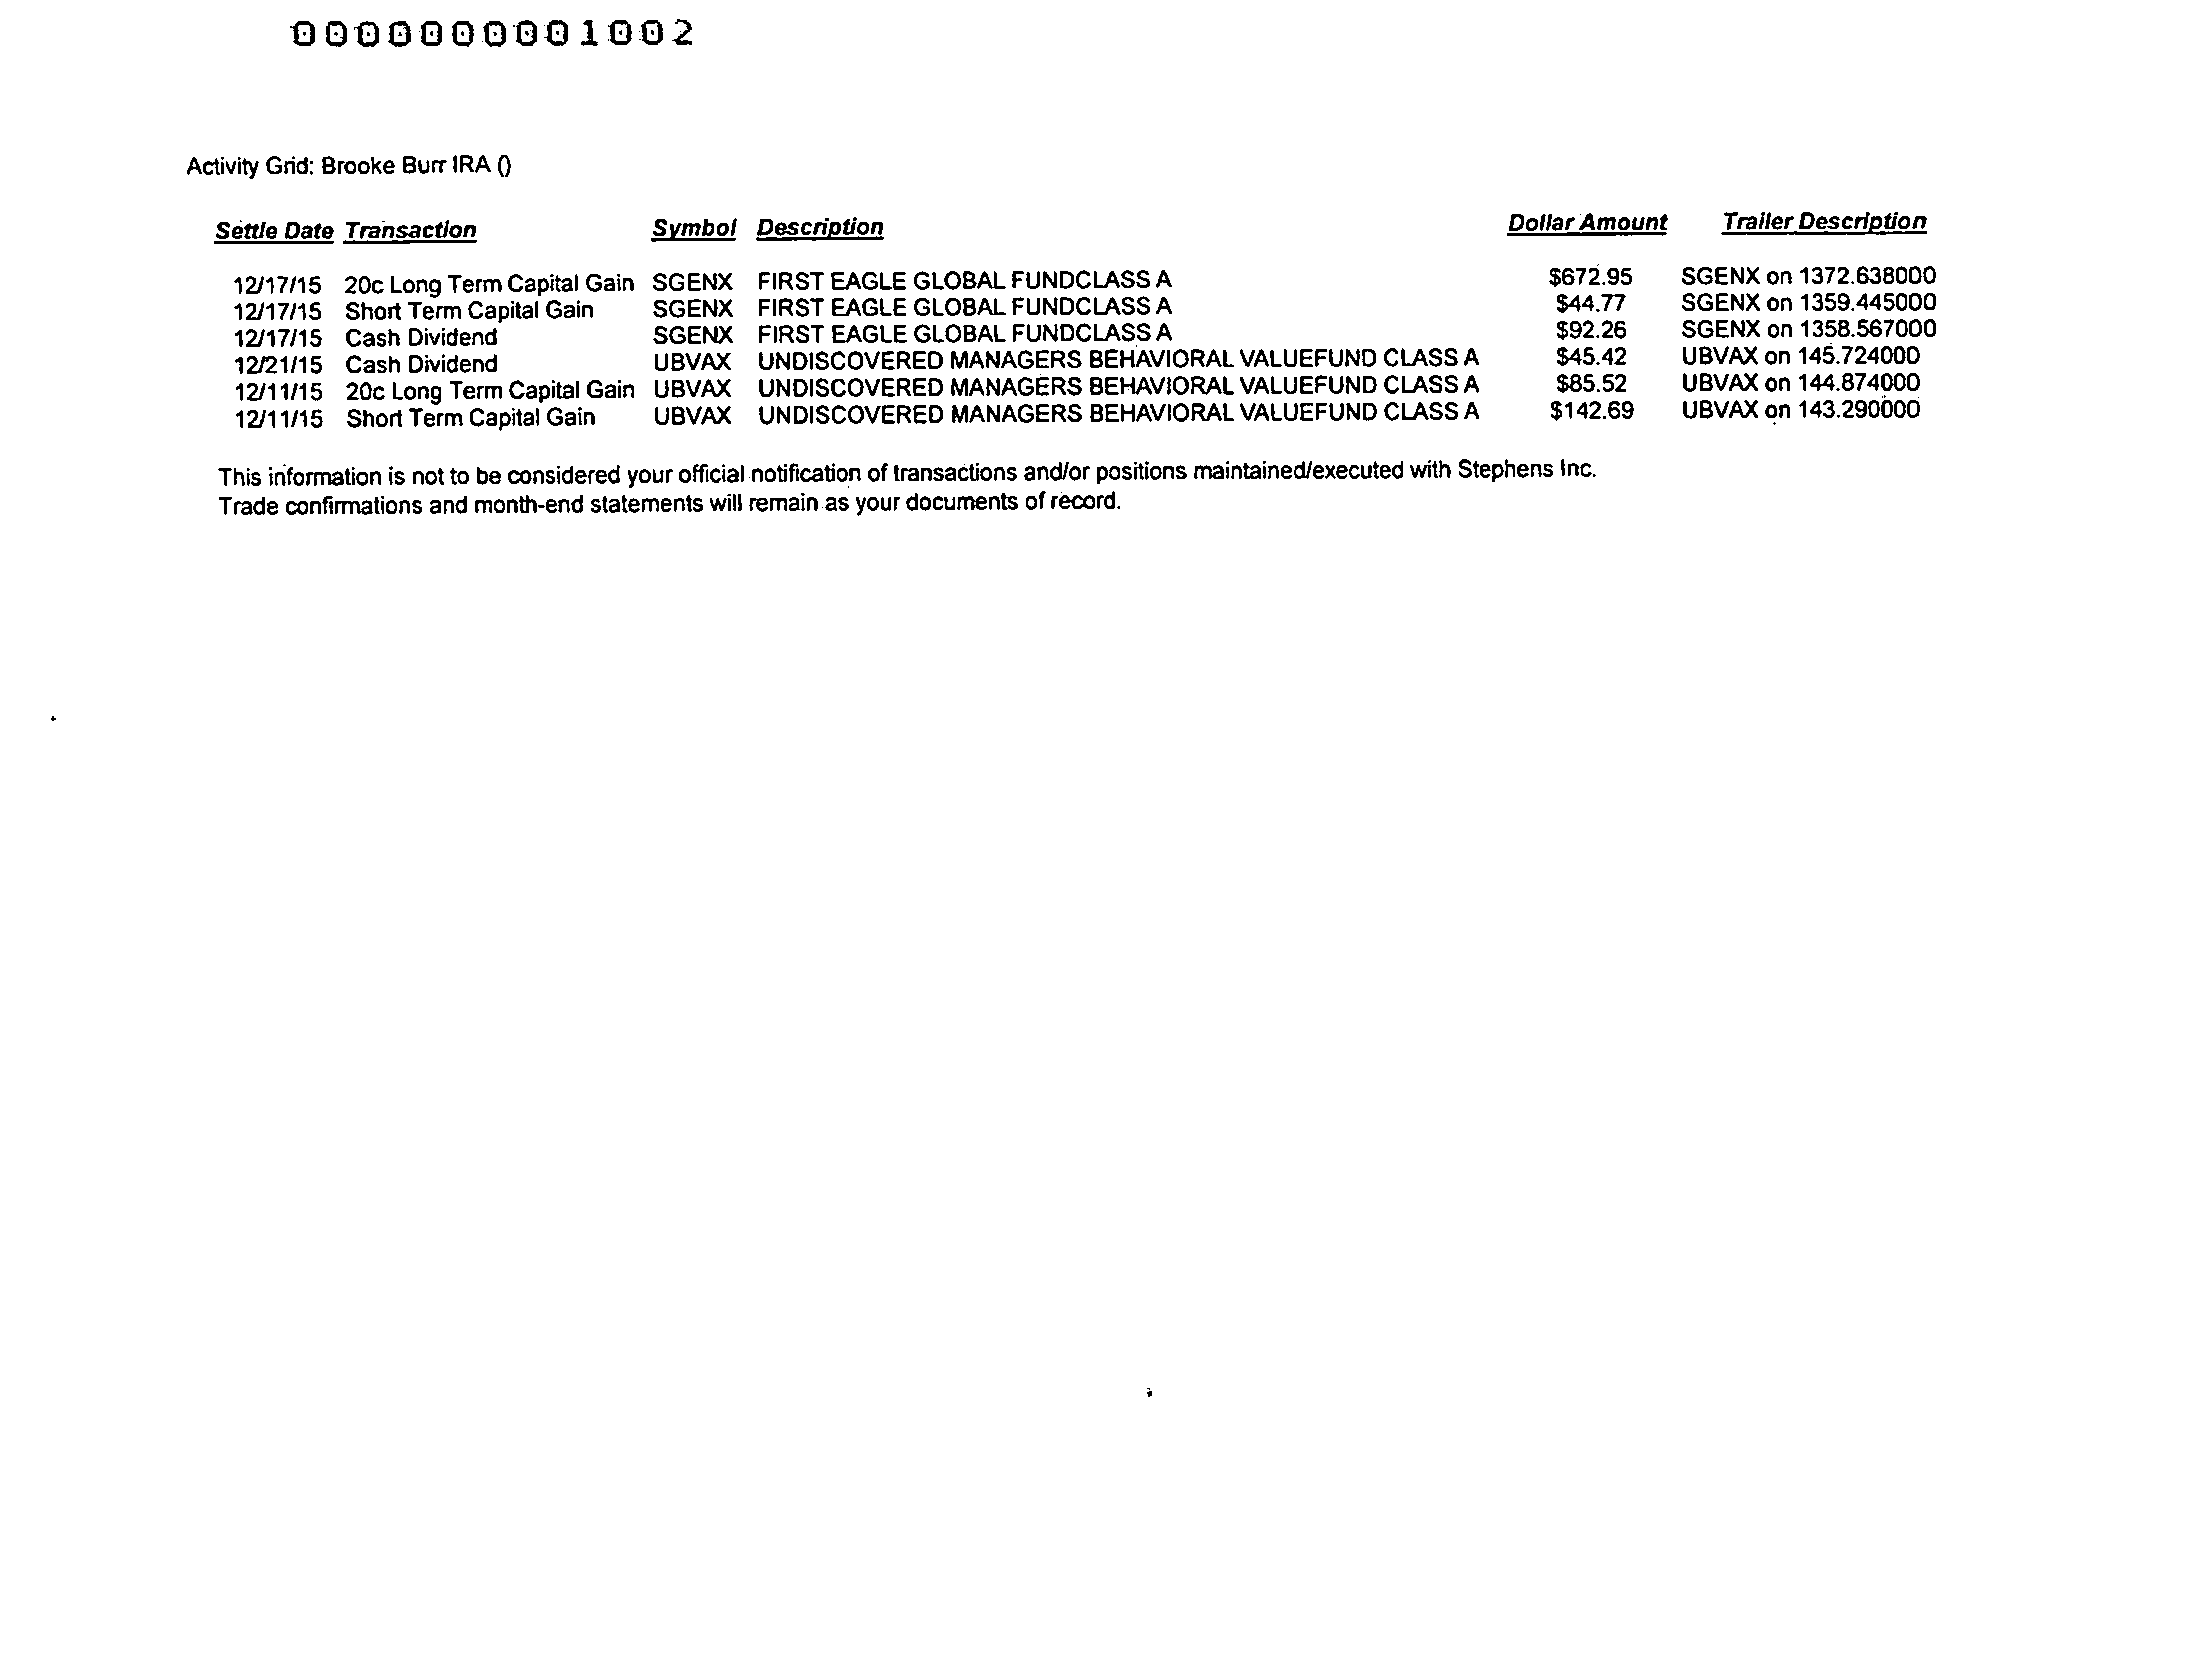 0000000001002
Activity Grid: Brooke Burr IRA ()
Settle Date Transaction Symbol Description Dollar Amount Trailer Description
12/17/15 20c Long Term Capital Gain SGENX FIRST EAGLE GLOBAL FUNDCLASS A $672.95 SGENX on 1372.638000
12/17/15 Short Term Capital Gain SGENX FIRST EAGLE GLOBAL FUNDCLASS A $44.77 SGENX on 1359.445000
12/17/15 Cash Dividend SGENX FIRST EAGLE GLOBAL FUNDCLASS A $92.26 SGENX on 1358.567000
12/21/15 Cash Dividend UBVAX UNDISCOVERED MANAGERS BEHAVIORAL VALUEFUND CLASS A $45.42 UBVAX on 145.724000
12/11/15 20c Long Term Capital Gain UBVAX UNDISCOVERED MANAGERS BEHAVIORAL VALUEFUND CLASS A $85.52 UBVAX on 144.874000
12/11/15 Short Term Capital Gain UBVAX UNDISCOVERED MANAGERS BEHAVIORAL VALUEFUND CLASS A $142.69 UBVAX on 143.290000
This information is not to be considered your official notification of transactions and/or positions maintained/executed with Stephens Inc.
Trade confirmations and month-end statements will remain as your documents of record.